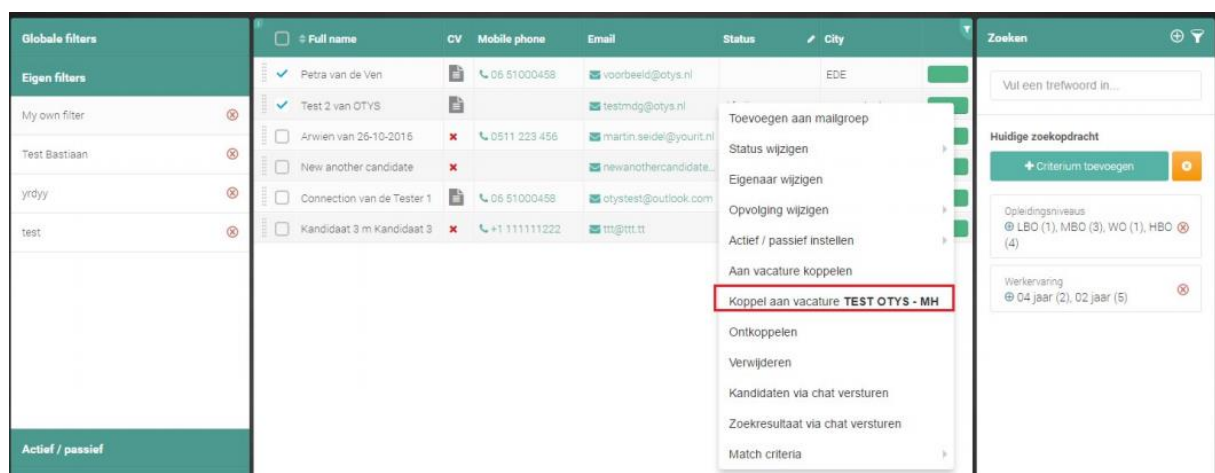 Globale filters
Eigen filters
My own filter
Test Bastiaan
yrdyy
test
Actief / passief
Full name CV Mobile phone Email Status City
Petra van de Ven 06 51000458 voorbeeld@otys.nl EDE
Test 2 van OTYS testmdg@otys.nl
Arwien van 26-10-2016 0511 223 456 martin.seidel@yourit.nl
New another candidate newanothercandidate...
Connection van de Tester 1 06 51000458 otystest@outlook.com
Kandidaat 3 m Kandidaat 3 +1 111111222 ttt@ttt.tt
Toevoegen aan mailgroep
Status wijzigen
Eigenaar wijzigen
Opvolging wijzigen
Actief / passief instellen
Aan vacature koppelen
Koppel aan vacature TEST OTYS - MH
Ontkoppelen
Verwijderen
Kandidaten via chat versturen
Zoekresultaat via chat versturen
Match criteria
Zoeken
Vul een trefwoord in...
Huidige zoekopdracht
+ Criterium toevoegen
Opleidingsniveaus
LBO (1), MBO (3), WO (1), HBO
(4)
Werkervaring
04 jaar (2), 02 jaar (5)